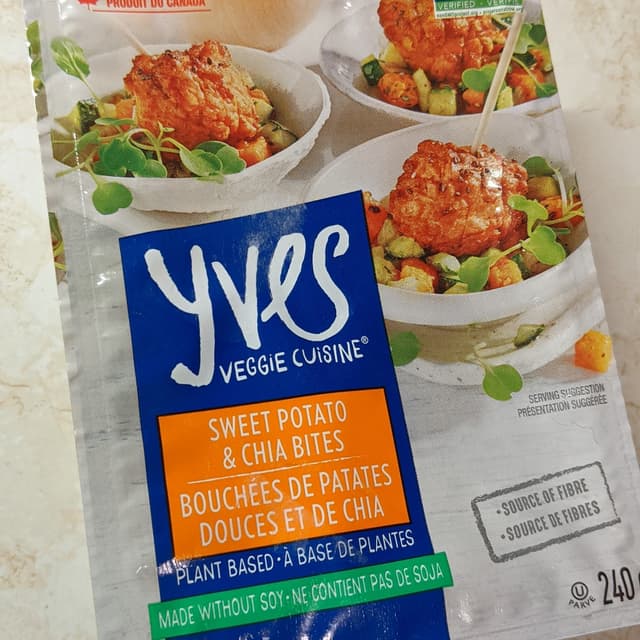 PRODUIT DU CANADA
VERIFIED
yves
VEGGIE CUISINE®
SWEET POTATO
& CHIA BITES
BOUCHÉES DE PATATES
DOUCES ET DE CHIA
PLANT BASED · À BASE DE PLANTES
MADE WITHOUT SOY · NE CONTIENT PAS DE SOJA
SERVING SUGGESTION
PRÉSENTATION SUGGÉRÉE
• SOURCE OF FIBRE
• SOURCE DE FIBRES
U
PARVE
240